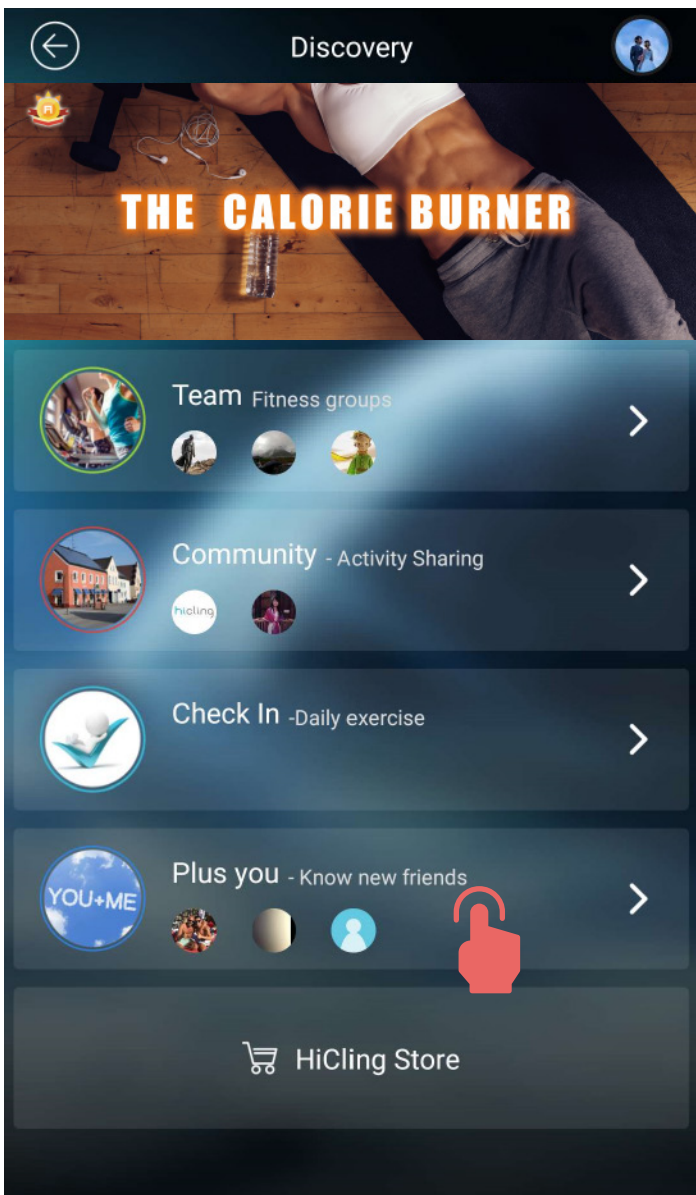 Discovery
THE CALORIE BURNER
Team Fitness groups
Community - Activity Sharing
hicling
Check In -Daily exercise
Plus you - Know new friends
YOU+ME
HiCling Store